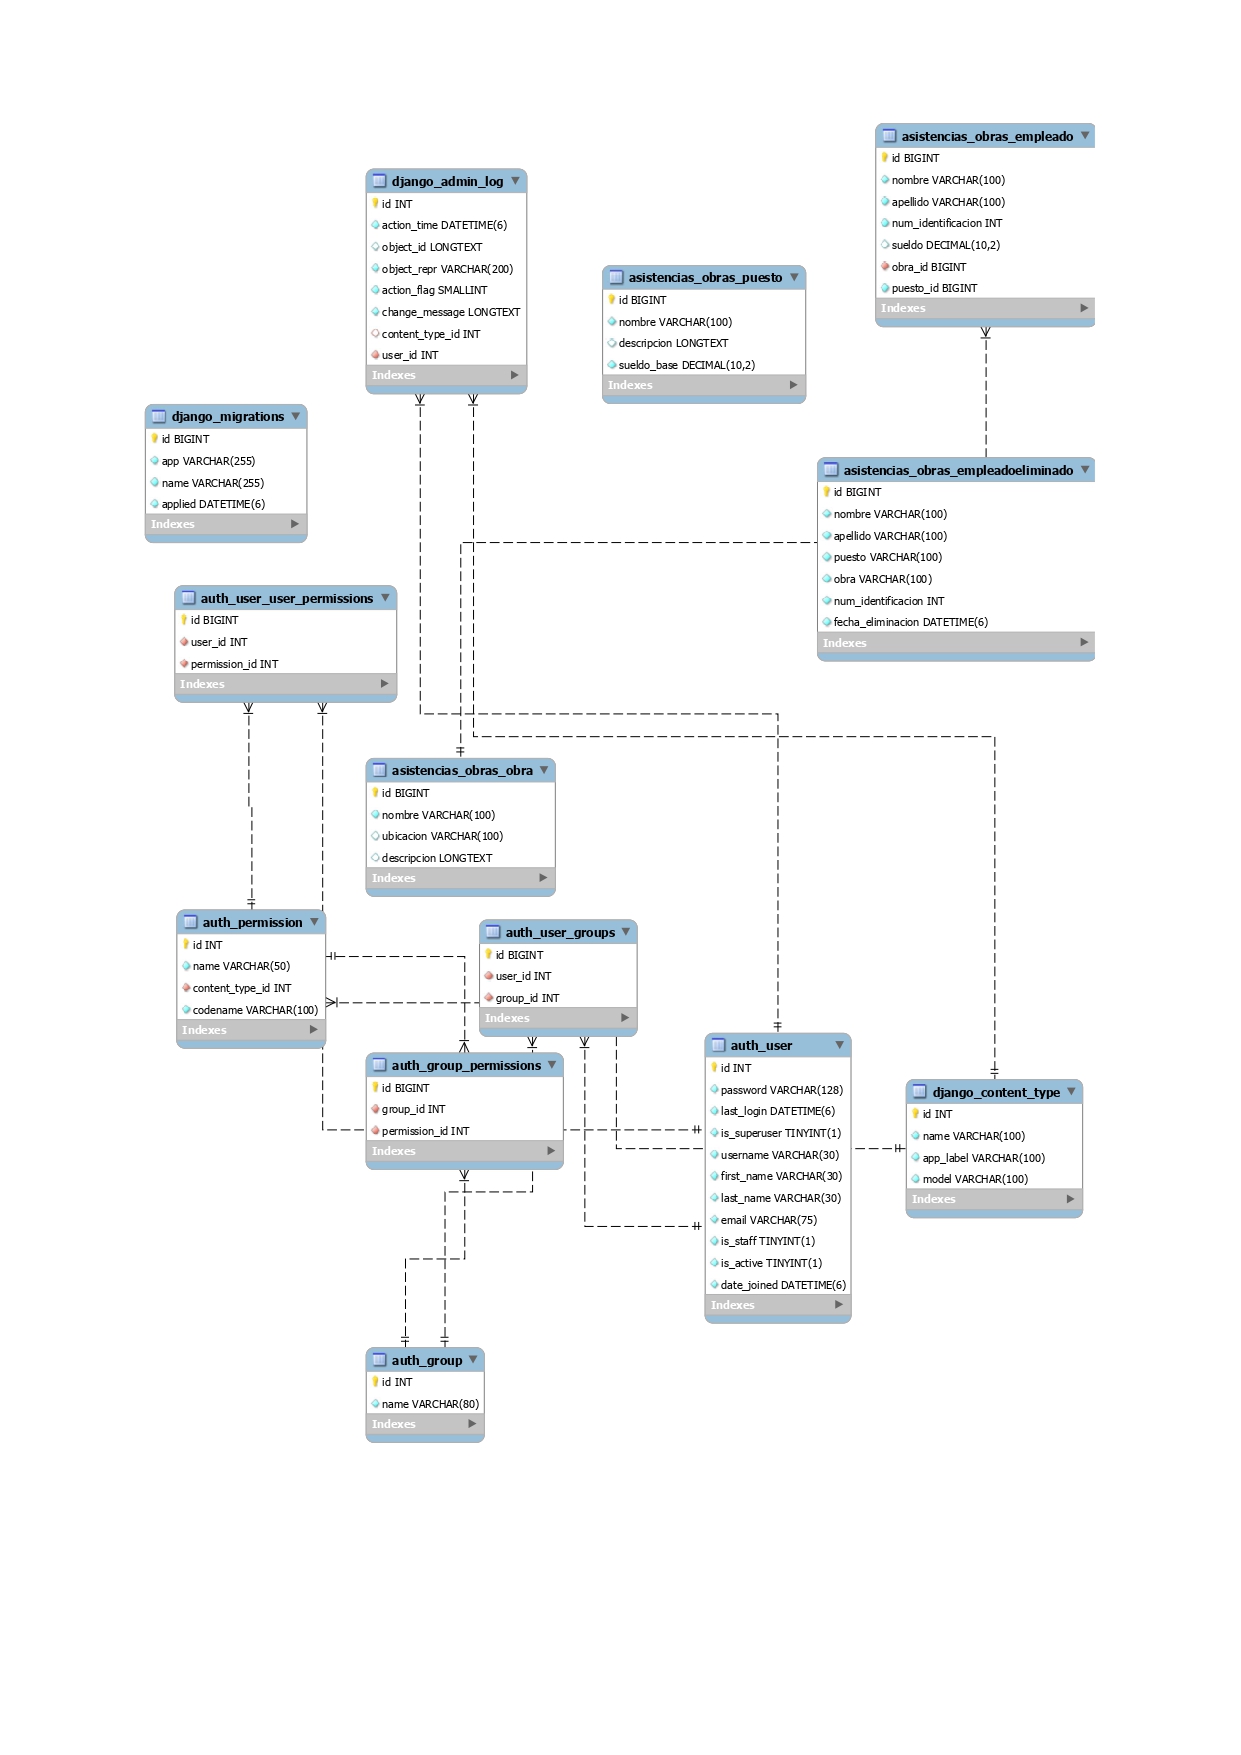 asistencias_obras_empleado
id BIGINT
nombre VARCHAR(100)
apellido VARCHAR(100)
num_identificacion INT
sueldo DECIMAL(10,2)
obra_id BIGINT
puesto_id BIGINT
Indexes
django_admin_log
id INT
action_time DATETIME(6)
object_id LONGTEXT
object_repr VARCHAR(200)
action_flag SMALLINT
change_message LONGTEXT
content_type_id INT
user_id INT
Indexes
asistencias_obras_puesto
id BIGINT
nombre VARCHAR(100)
descripcion LONGTEXT
sueldo_base DECIMAL(10,2)
Indexes
django_migrations
id BIGINT
app VARCHAR(255)
name VARCHAR(255)
applied DATETIME(6)
Indexes
asistencias_obras_empleadoeliminado
id BIGINT
nombre VARCHAR(100)
apellido VARCHAR(100)
puesto VARCHAR(100)
obra VARCHAR(100)
num_identificacion INT
fecha_eliminacion DATETIME(6)
Indexes
auth_user_user_permissions
id BIGINT
user_id INT
permission_id INT
Indexes
asistencias_obras_obra
id BIGINT
nombre VARCHAR(100)
ubicacion VARCHAR(100)
descripcion LONGTEXT
Indexes
auth_permission
id INT
name VARCHAR(50)
content_type_id INT
codename VARCHAR(100)
Indexes
auth_user_groups
id BIGINT
user_id INT
group_id INT
Indexes
auth_group_permissions
id BIGINT
group_id INT
permission_id INT
Indexes
auth_user
id INT
password VARCHAR(128)
last_login DATETIME(6)
is_superuser TINYINT(1)
username VARCHAR(30)
first_name VARCHAR(30)
last_name VARCHAR(30)
email VARCHAR(75)
is_staff TINYINT(1)
is_active TINYINT(1)
date_joined DATETIME(6)
Indexes
django_content_type
id INT
name VARCHAR(100)
app_label VARCHAR(100)
model VARCHAR(100)
Indexes
auth_group
id INT
name VARCHAR(80)
Indexes